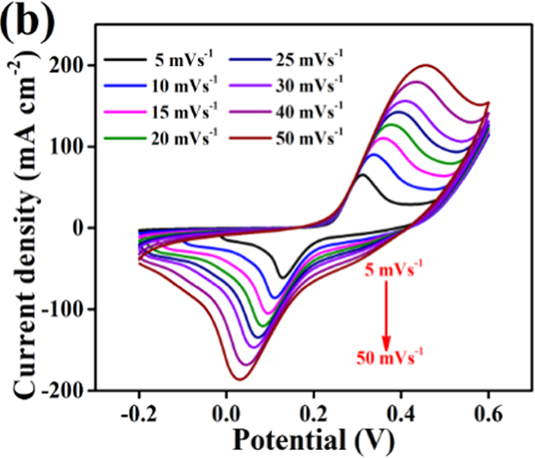 (b)
Current density (mA cm⁻²)
200
100
0
-100
-200
5 mVs⁻¹
10 mVs⁻¹
15 mVs⁻¹
20 mVs⁻¹
25 mVs⁻¹
30 mVs⁻¹
40 mVs⁻¹
50 mVs⁻¹
5 mVs⁻¹
50 mVs⁻¹
-0.2 0.0 0.2 0.4 0.6
Potential (V)